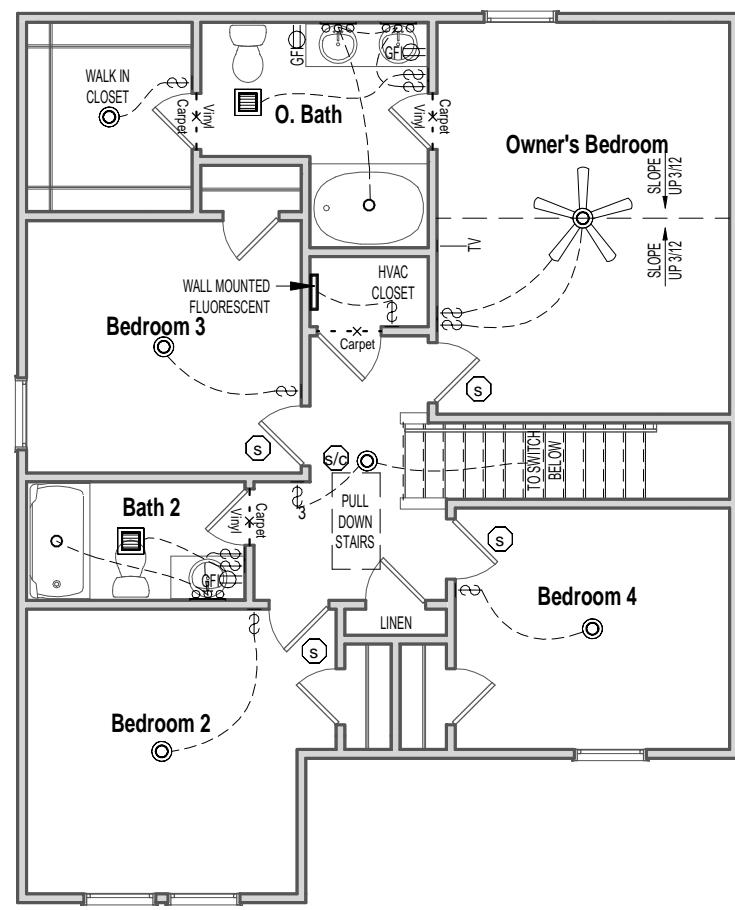 GFI
GFI
WALK IN
CLOSET
Carpet
Vinyl
O. Bath
Vinyl
Carpet
Owner's Bedroom
SLOPE
UP 3/12
SLOPE
UP 3/12
TV
WALL MOUNTED
FLUORESCENT
HVAC
CLOSET
Carpet
Bedroom 3
S
S
S/C
TO SWITCH
BELOW
3
PULL
DOWN
STAIRS
Bath 2
Vinyl
Carpet
GFI
S
Bedroom 4
LINEN
S
Bedroom 2